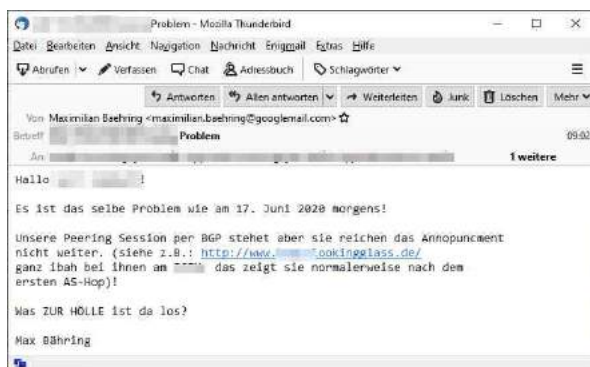 Problem - Mozilla Thunderbird
Datei Bearbeiten Ansicht Navigation Nachricht Enigmail Extras Hilfe
Abrufen Verfassen Chat Adressbuch Schlagwörter
Antworten Allen antworten Weiterleiten Junk Löschen Mehr
Von Maximilian Baehring <maximilian.baehring@googlemail.com>
Betreff Problem 09:02
An 1 weitere
Hallo !
Es ist das selbe Problem wie am 17. Juni 2020 morgens!
Unsere Peering Session per BGP stehet aber sie reichen das Annopuncment
nicht weiter. (siehe z.B.: http://www. ookingglass.de/
ganz ibah bei ihnen am das zeigt sie normalerweise nach dem
ersten AS-Hop)!
Was ZUR HÖLLE ist da los?
Max Bähring